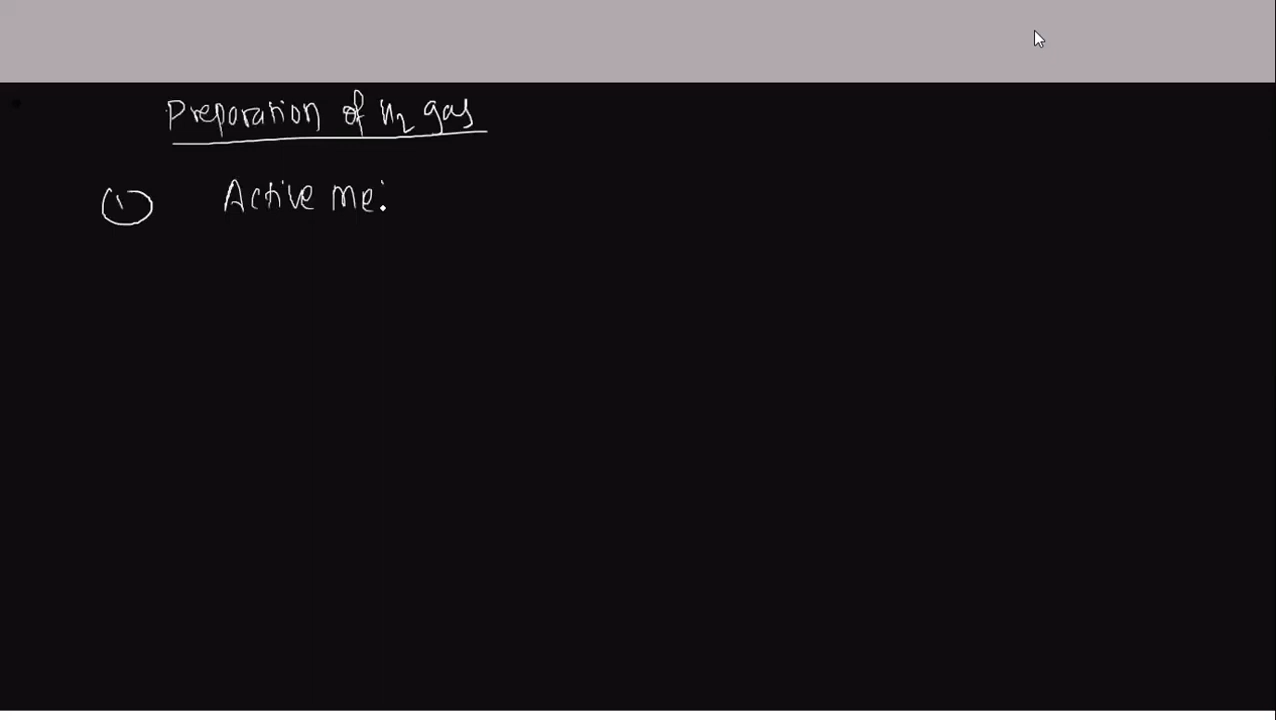 Preparation of H₂ gas
① Active Me